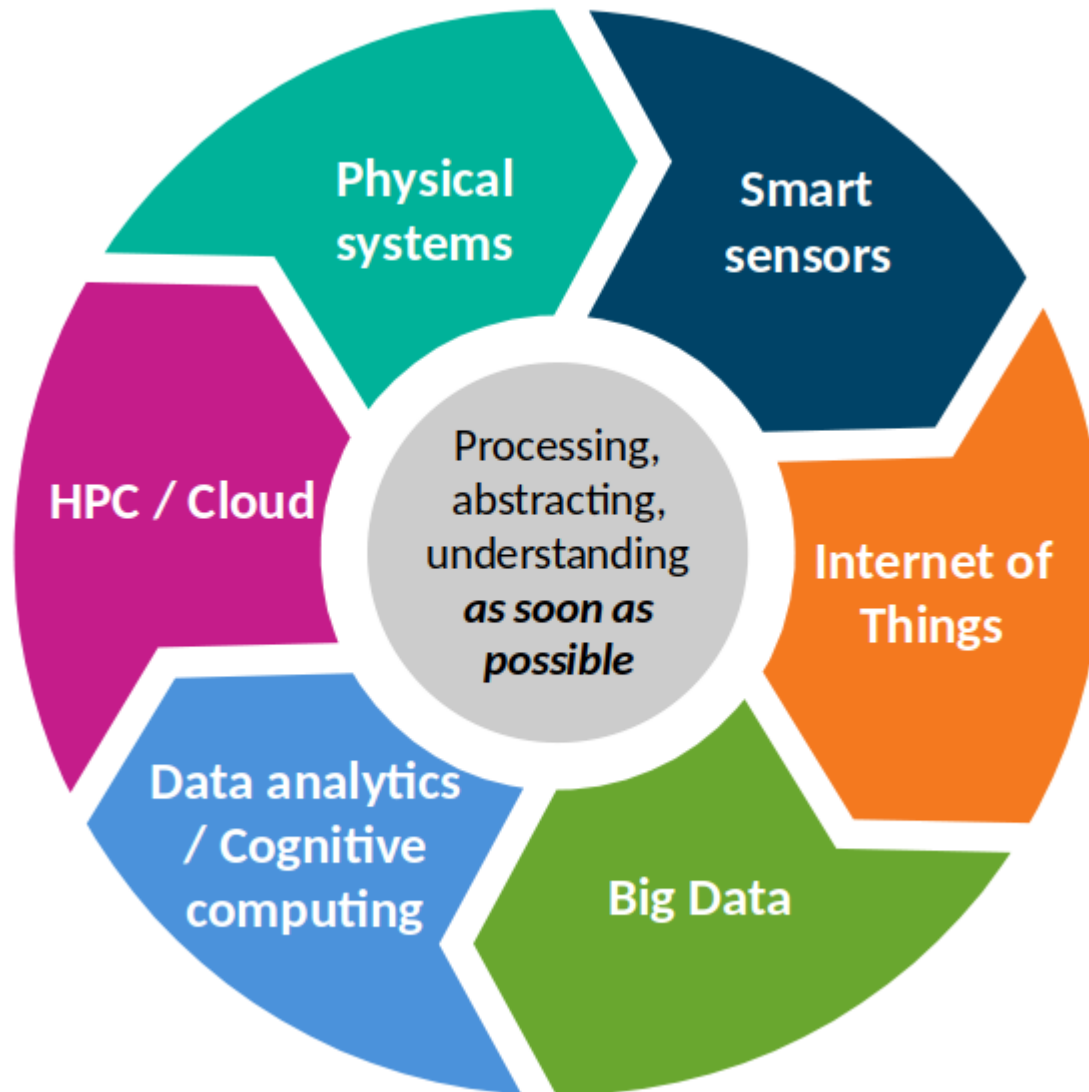 Physical
systems
Smart
sensors
Internet of
Things
Big Data
Data analytics
/ Cognitive
computing
HPC / Cloud
Processing,
abstracting,
understanding
as soon as
possible